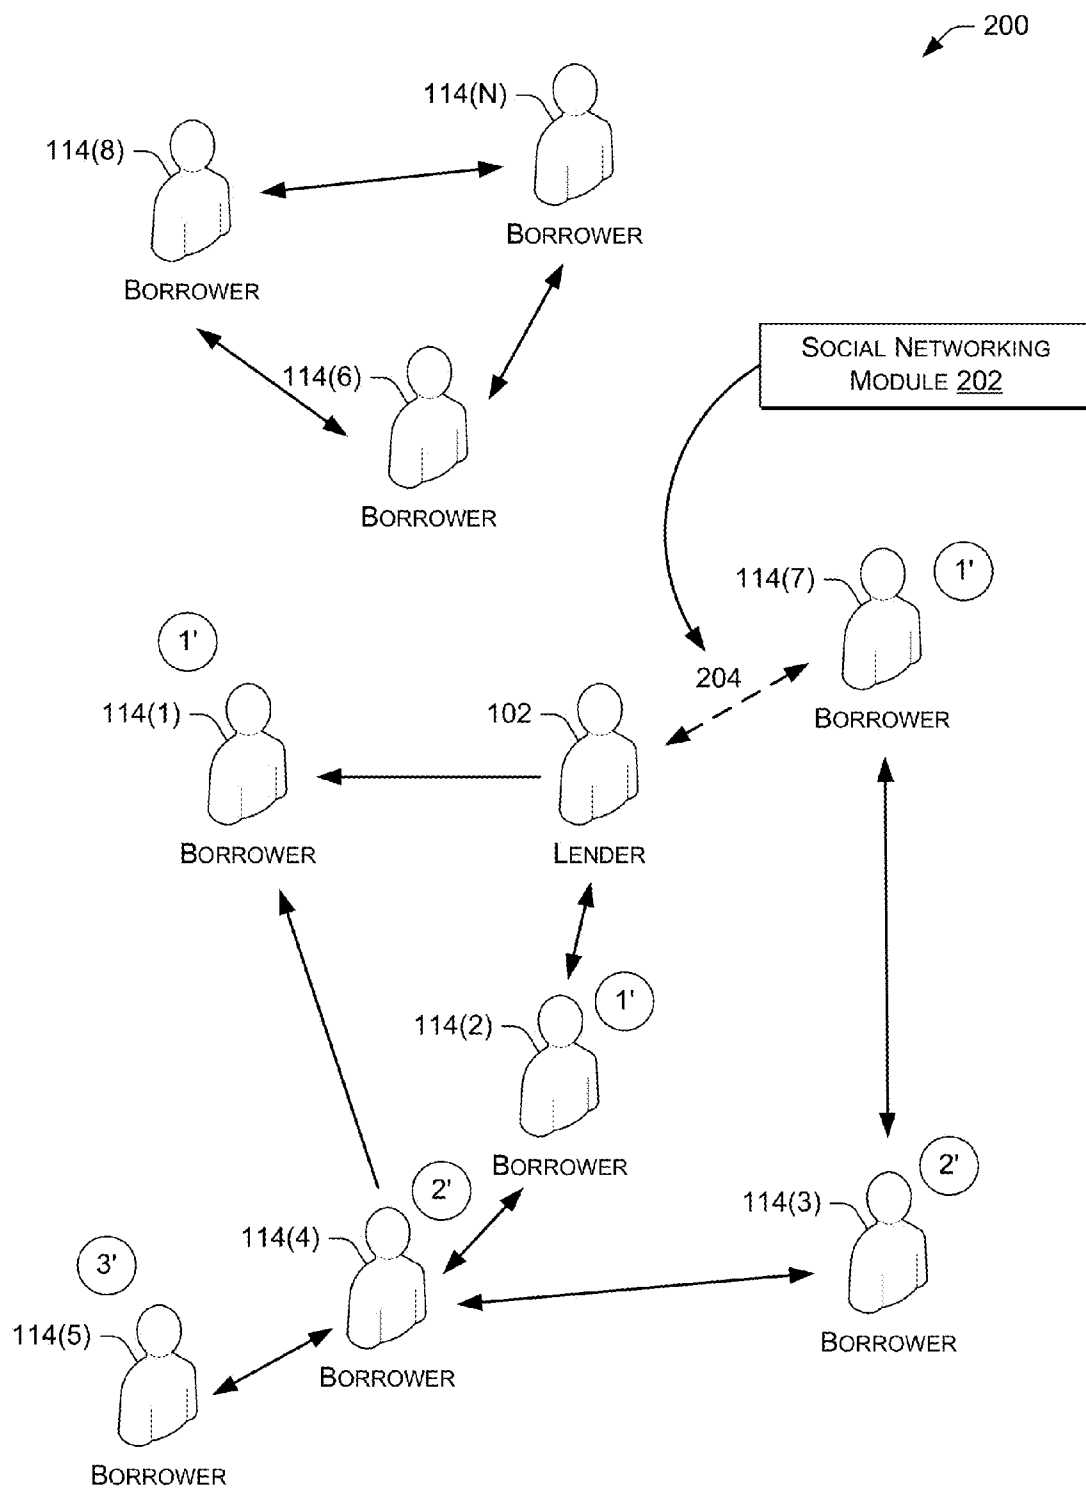 200
114(N)
114(8)
BORROWER
BORROWER
SOCIAL NETWORKING
MODULE 202
114(6)
BORROWER
1'
114(7)
1'
204
114(1)
102
BORROWER
BORROWER
LENDER
1'
114(2)
BORROWER
2'
2'
114(3)
114(4)
3'
114(5)
BORROWER
BORROWER
BORROWER